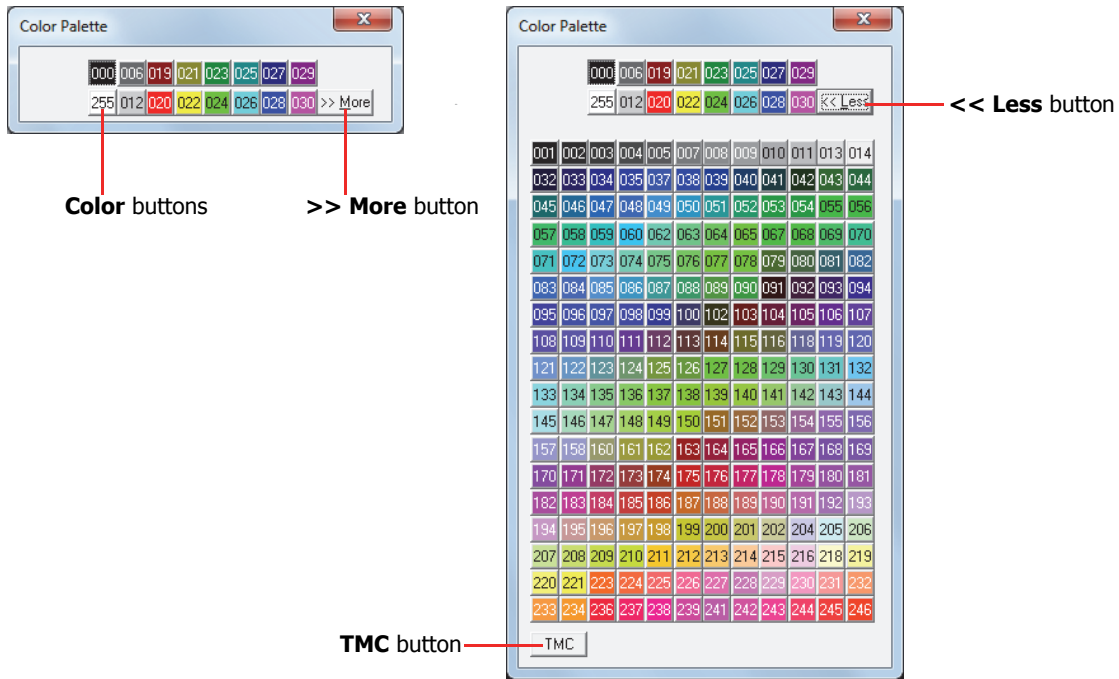 Color Palette
000 006 019 021 023 025 027 029
255 012 020 022 024 026 028 030 >> More
Color buttons
>> More button
Color Palette
000 006 019 021 023 025 027 029
255 012 020 022 024 026 028 030 << Less
<< Less button
001 002 003 004 005 007 008 009 010 011 013 014
032 033 034 035 037 038 039 040 041 042 043 044
045 046 047 048 049 050 051 052 053 054 055 056
057 058 059 060 062 063 064 065 067 068 069 070
071 072 073 074 075 076 077 078 079 080 081 082
083 084 085 086 087 088 089 090 091 092 093 094
095 096 097 098 099 100 102 103 104 105 106 107
108 109 110 111 112 113 114 115 116 118 119 120
121 122 123 124 125 126 127 128 129 130 131 132
133 134 135 136 137 138 139 140 141 142 143 144
145 146 147 148 149 150 151 152 153 154 155 156
157 158 160 161 162 163 164 165 166 167 168 169
170 171 172 173 174 175 176 177 178 179 180 181
182 183 184 185 186 187 188 189 190 191 192 193
194 195 196 197 198 199 200 201 202 204 205 206
207 208 209 210 211 212 213 214 215 216 218 219
220 221 223 224 225 226 227 228 229 230 231 232
233 234 236 237 238 239 241 242 243 244 245 246
TMC button
TMC